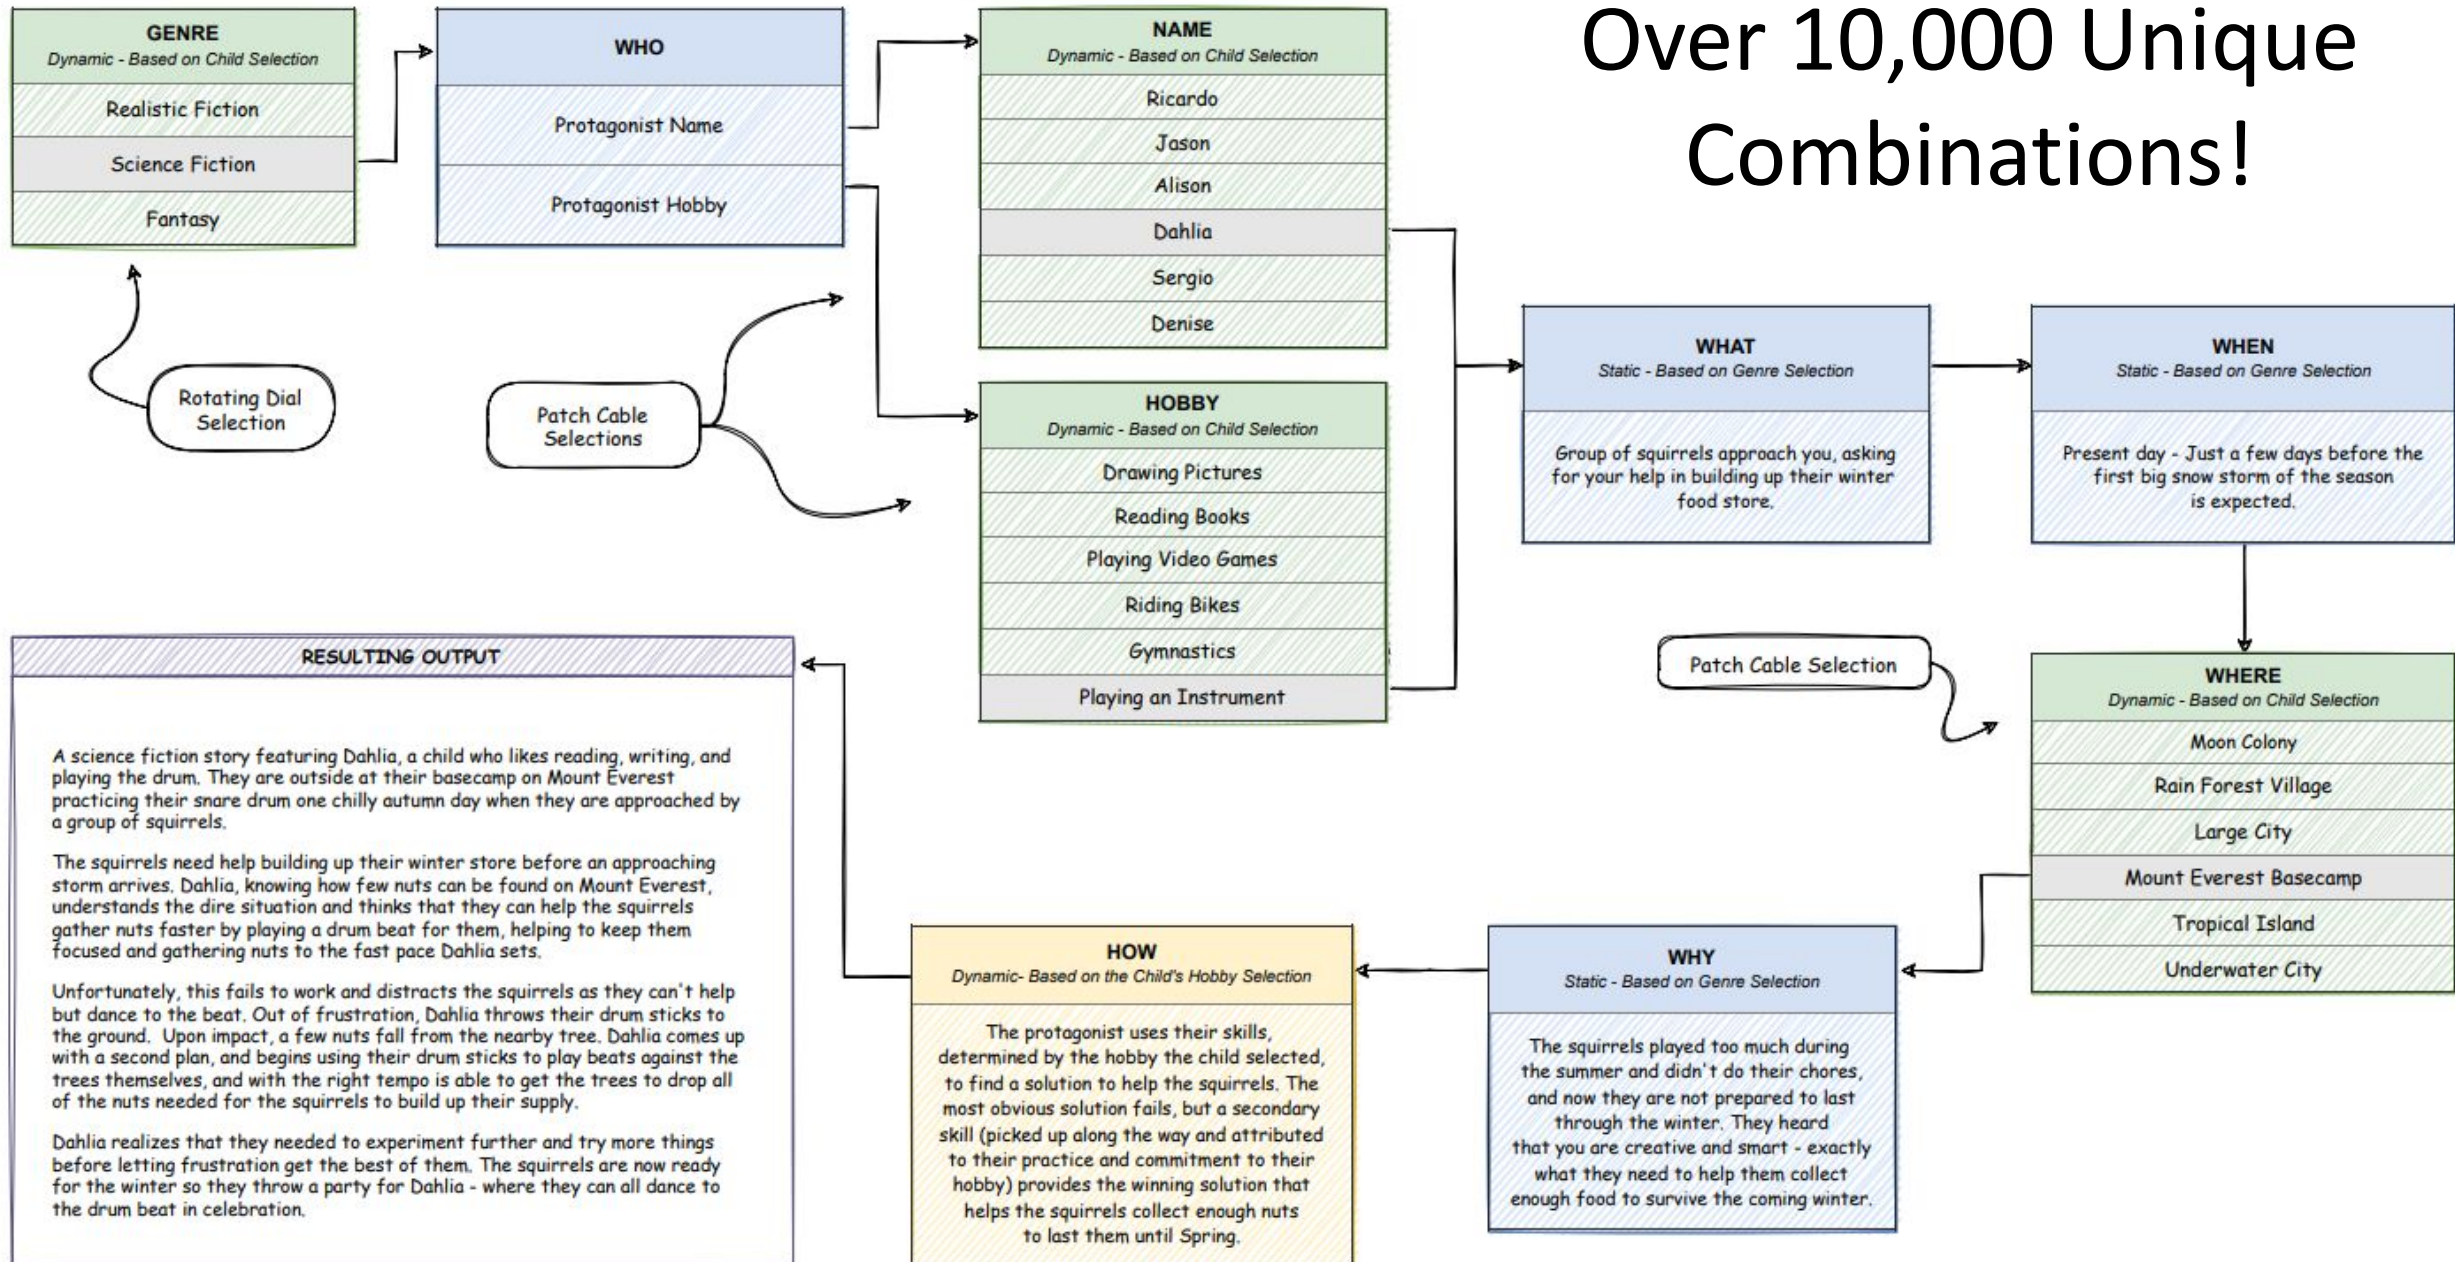 Over 10,000 Unique
Combinations!
GENRE
Dynamic - Based on Child Selection
Realistic Fiction
Science Fiction
Fantasy
Rotating Dial
Selection
WHO
Protagonist Name
Protagonist Hobby
Patch Cable
Selections
NAME
Dynamic - Based on Child Selection
Ricardo
Jason
Alison
Dahlia
Sergio
Denise
HOBBY
Dynamic - Based on Child Selection
Drawing Pictures
Reading Books
Playing Video Games
Riding Bikes
Gymnastics
Playing an Instrument
WHAT
Static - Based on Genre Selection
Group of squirrels approach you, asking
for your help in building up their winter
food store.
WHEN
Static - Based on Genre Selection
Present day - Just a few days before the
first big snow storm of the season
is expected.
Patch Cable Selection
WHERE
Dynamic - Based on Child Selection
Moon Colony
Rain Forest Village
Large City
Mount Everest Basecamp
Tropical Island
Underwater City
WHY
Static - Based on Genre Selection
The squirrels played too much during
the summer and didn't do their chores,
and now they are not prepared to last
through the winter. They heard
that you are creative and smart - exactly
what they need to help them collect
enough food to survive the coming winter.
HOW
Dynamic- Based on the Child's Hobby Selection
The protagonist uses their skills,
determined by the hobby the child selected,
to find a solution to help the squirrels. The
most obvious solution fails, but a secondary
skill (picked up along the way and attributed
to their practice and commitment to their
hobby) provides the winning solution that
helps the squirrels collect enough nuts
to last them until Spring.
RESULTING OUTPUT
A science fiction story featuring Dahlia, a child who likes reading, writing, and
playing the drum. They are outside at their basecamp on Mount Everest
practicing their snare drum one chilly autumn day when they are approached by
a group of squirrels.
The squirrels need help building up their winter store before an approaching
storm arrives. Dahlia, knowing how few nuts can be found on Mount Everest,
understands the dire situation and thinks that they can help the squirrels
gather nuts faster by playing a drum beat for them, helping to keep them
focused and gathering nuts to the fast pace Dahlia sets.
Unfortunately, this fails to work and distracts the squirrels as they can't help
but dance to the beat. Out of frustration, Dahlia throws their drum sticks to
the ground. Upon impact, a few nuts fall from the nearby tree. Dahlia comes up
with a second plan, and begins using their drum sticks to play beats against the
trees themselves, and with the right tempo is able to get the trees to drop all
of the nuts needed for the squirrels to build up their supply.
Dahlia realizes that they needed to experiment further and try more things
before letting frustration get the best of them. The squirrels are now ready
for the winter so they throw a party for Dahlia - where they can all dance to
the drum beat in celebration.